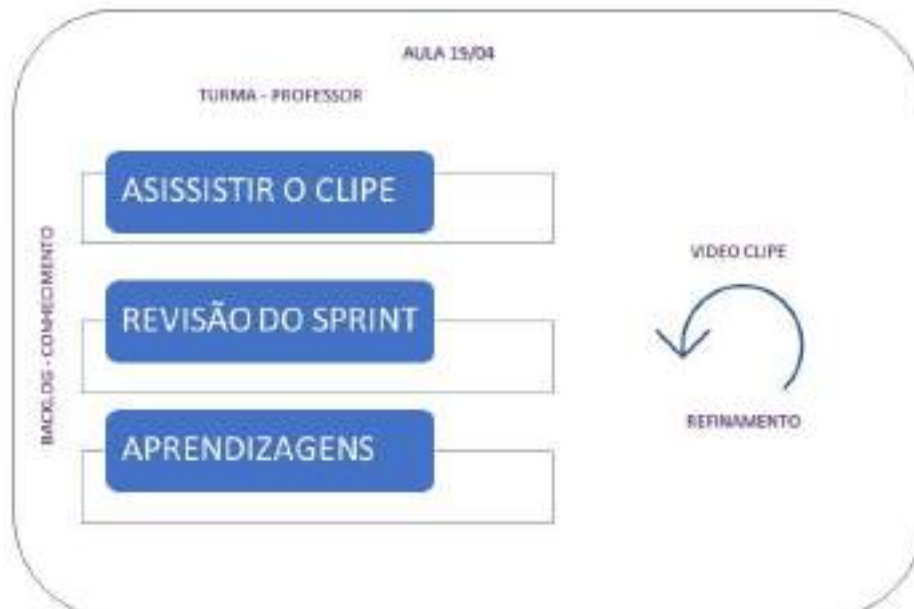 AULA 19/04
TURMA - PROFESSOR
BACKLOG - CONHECIMENTO
ASISSISTIR O CLIPE
REVISÃO DO SPRINT
APRENDIZAGENS
VIDEO CLIPE
REFINAMENTO